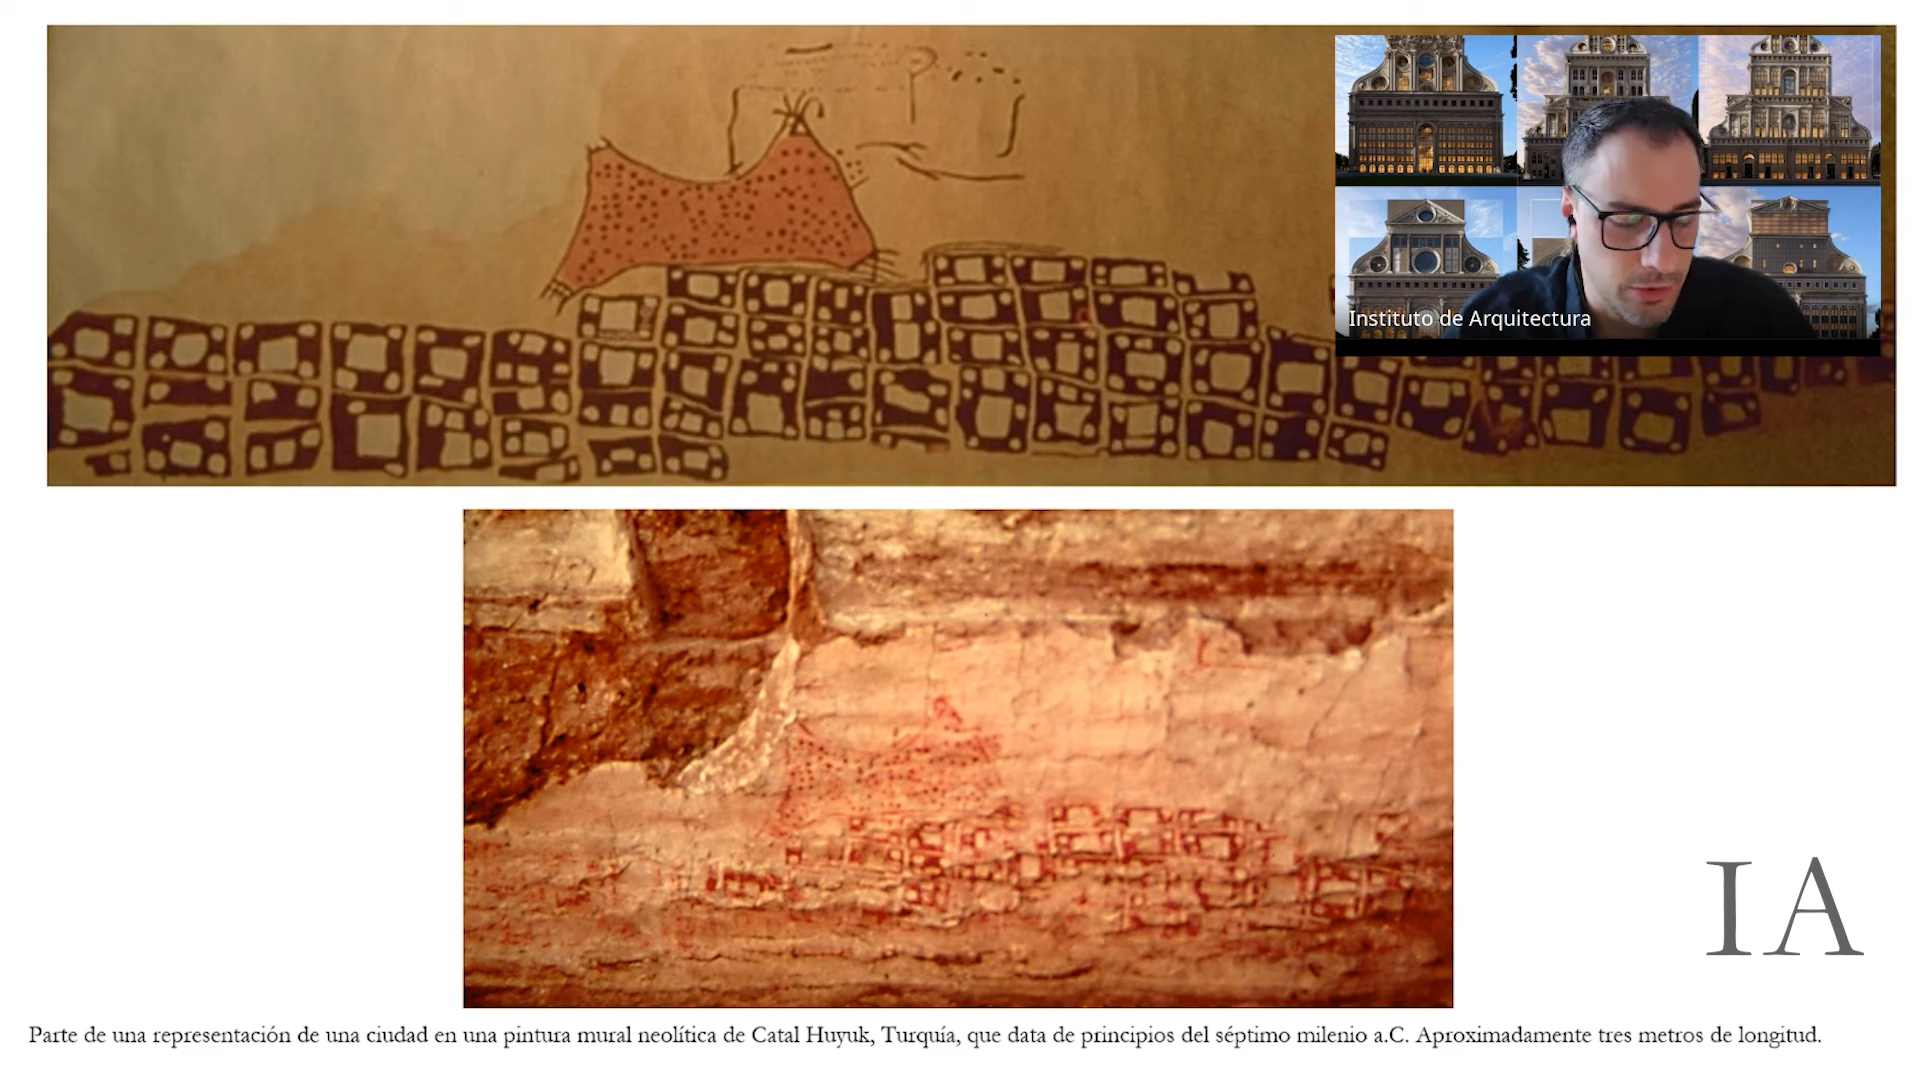 Instituto de Arquitectura
IA
Parte de una representación de una ciudad en una pintura mural neolítica de Catal Huyuk, Turquía, que data de principios del séptimo milenio a.C. Aproximadamente tres metros de longitud.